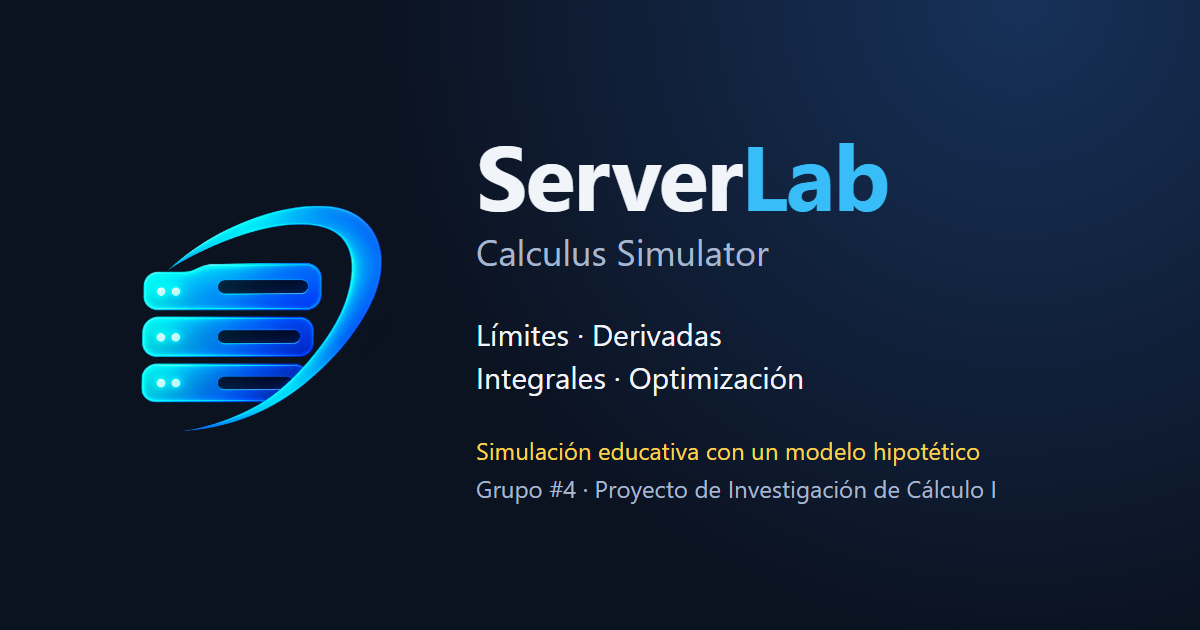 ServerLab
Calculus Simulator
Límites · Derivadas
Integrales · Optimización
Simulación educativa con un modelo hipotético
Grupo #4 · Proyecto de Investigación de Cálculo I